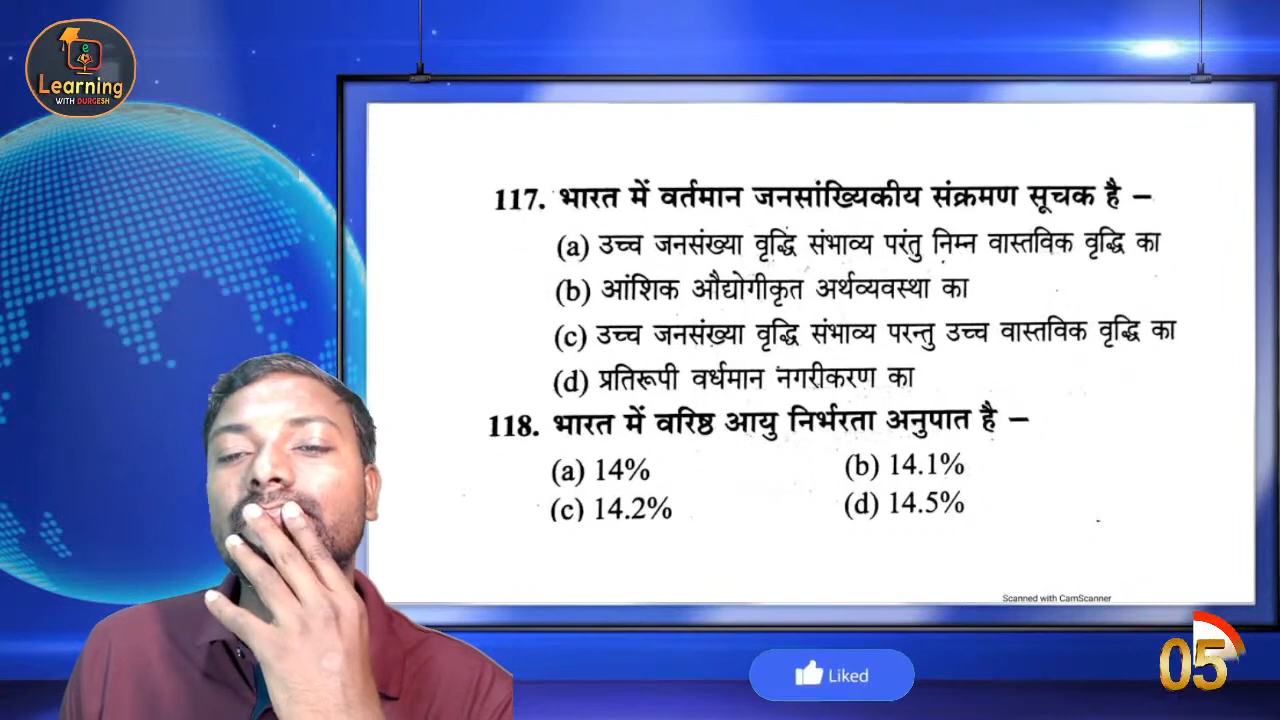 e
Learning
WITH DURGESH
117. भारत में वर्तमान जनसांख्यिकीय संक्रमण सूचक है –
(a) उच्च जनसंख्या वृद्धि संभाव्य परंतु निम्न वास्तविक वृद्धि का
(b) आंशिक औद्योगीकृत अर्थव्यवस्था का
(c) उच्च जनसंख्या वृद्धि संभाव्य परन्तु उच्च वास्तविक वृद्धि का
(d) प्रतिरूपी वर्धमान नगरीकरण का
118. भारत में वरिष्ठ आयु निर्भरता अनुपात है –
(a) 14% (b) 14.1%
(c) 14.2% (d) 14.5%
Scanned with CamScanner
05
Liked